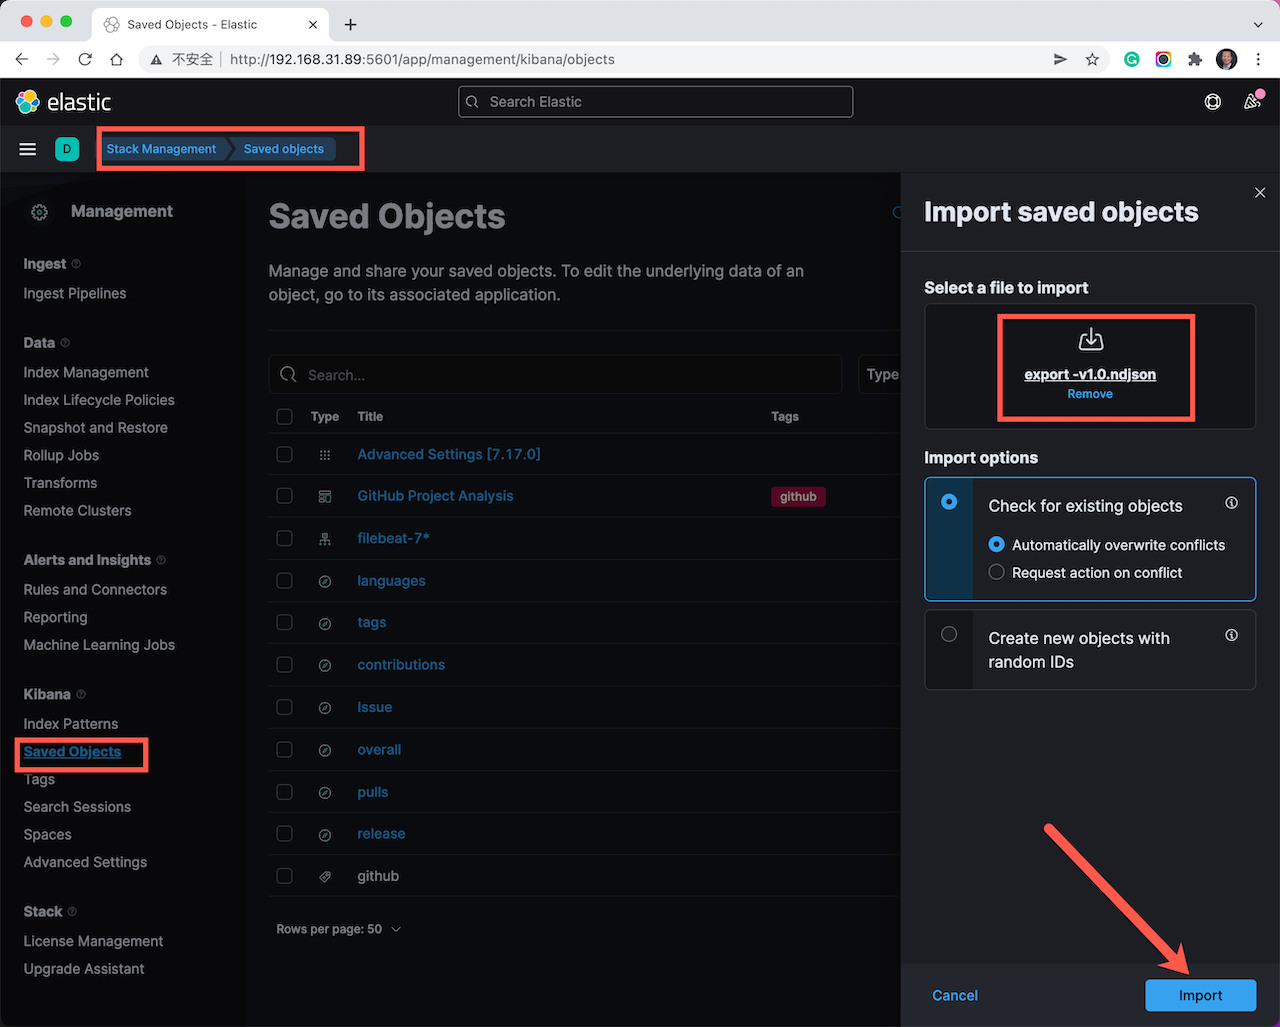 Saved Objects - Elastic
不安全
http://192.168.31.89:5601/app/management/kibana/objects
elastic
Search Elastic
D
Stack Management
Saved objects
Management
Ingest
Ingest Pipelines
Data
Index Management
Index Lifecycle Policies
Snapshot and Restore
Rollup Jobs
Transforms
Remote Clusters
Alerts and Insights
Rules and Connectors
Reporting
Machine Learning Jobs
Kibana
Index Patterns
Saved Objects
Tags
Search Sessions
Spaces
Advanced Settings
Stack
License Management
Upgrade Assistant
Saved Objects
Manage and share your saved objects. To edit the underlying data of an
object, go to its associated application.
Search...
Type
Type Title Tags
Advanced Settings [7.17.0]
GitHub Project Analysis github
filebeat-7*
languages
tags
contributions
Issue
overall
pulls
release
github
Rows per page: 50
Import saved objects
Select a file to import
export -v1.0.ndjson
Remove
Import options
Check for existing objects
Automatically overwrite conflicts
Request action on conflict
Create new objects with
random IDs
Cancel
Import